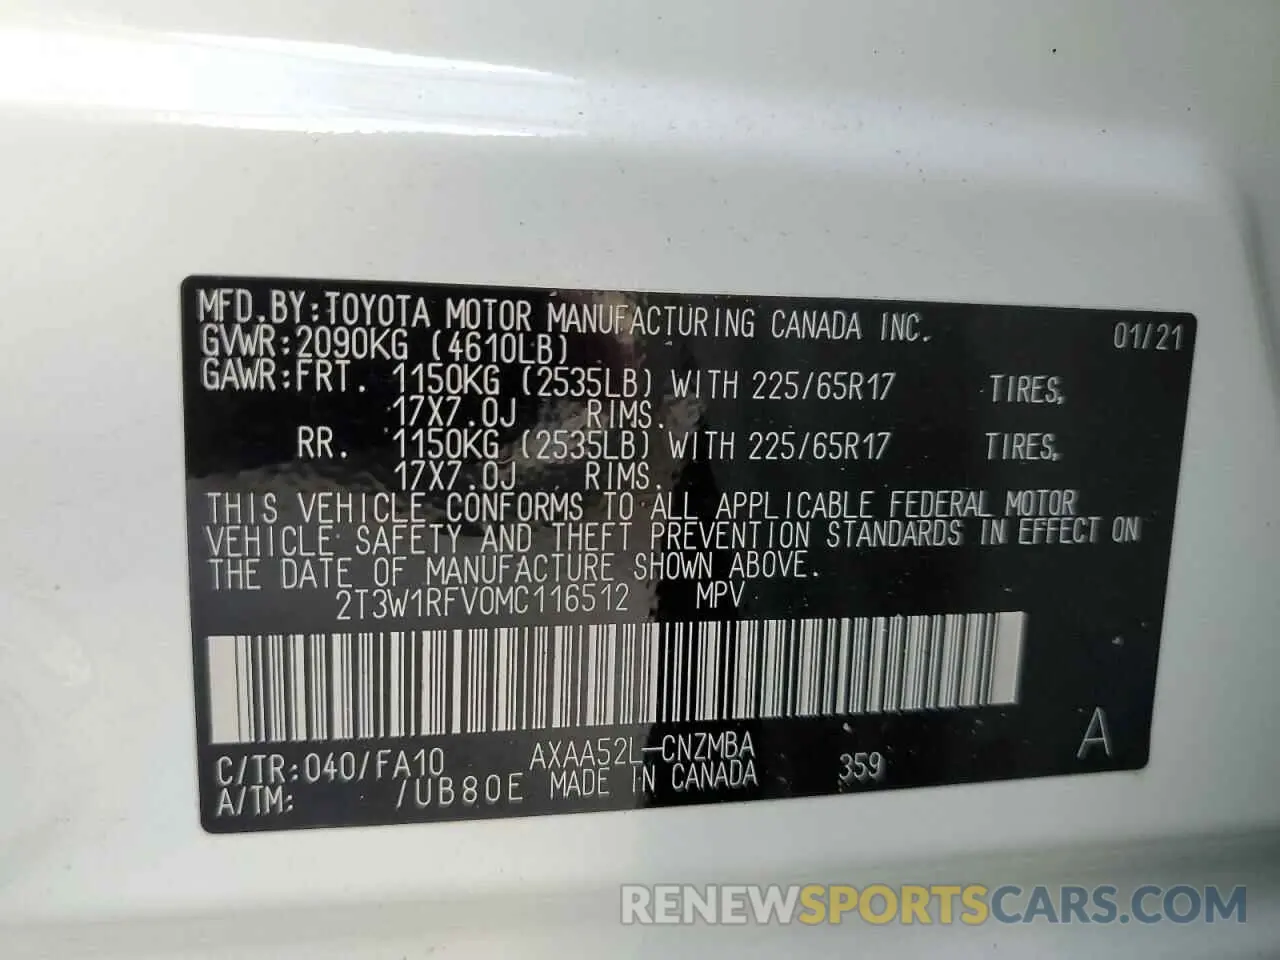 MFD.BY:TOYOTA MOTOR MANUFACTURING CANADA INC. 01/21
GVWR:2090KG (4610LB)
GAWR:FRT. 1150KG (2535LB) WITH 225/65R17 TIRES,
17X7.0J RIMS.
RR. 1150KG (2535LB) WITH 225/65R17 TIRES,
17X7.0J RIMS.
THIS VEHICLE CONFORMS TO ALL APPLICABLE FEDERAL MOTOR
VEHICLE SAFETY AND THEFT PREVENTION STANDARDS IN EFFECT ON
THE DATE OF MANUFACTURE SHOWN ABOVE.
2T3W1RFV0MC116512 MPV
A
C/TR:040/FA10 AXAA52L-CNZMBA 359
A/TM: /UB80E MADE IN CANADA
RENEWSPORTSCARS.COM